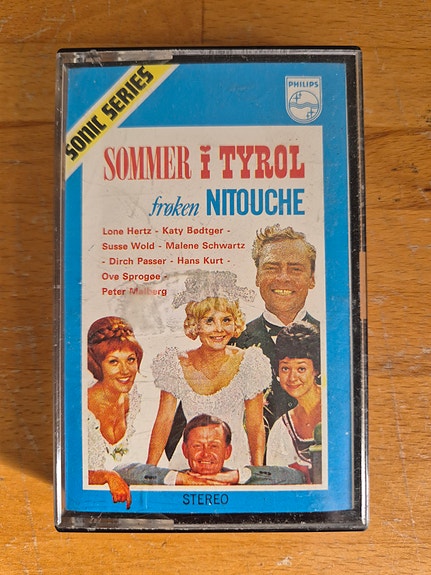 SONIC SERIES
PHILIPS
SOMMER i TYROL
frøken NITOUCHE
Lone Hertz - Katy Bødtger -
Susse Wold - Malene Schwartz
- Dirch Passer - Hans Kurt -
Ove Sprogøe -
Peter Malberg
STEREO